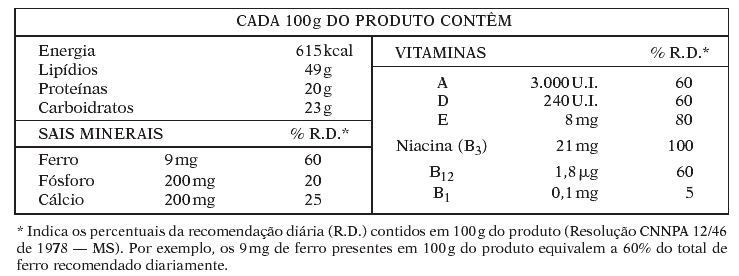 CADA 100g DO PRODUTO CONTÊM
Energia 615kcal
Lipídios 49g
Proteínas 20g
Carboidratos 23g
SAIS MINERAIS % R.D.*
Ferro 9mg 60
Fósforo 200mg 20
Cálcio 200mg 25
VITAMINAS % R.D.*
A 3.000U.I. 60
D 240U.I. 60
E 8mg 80
Niacina (B3) 21mg 100
B12 1,8µg 60
B1 0,1mg 5
* Indica os percentuais da recomendação diária (R.D.) contidos em 100g do produto (Resolução CNNPA 12/46
de 1978 — MS). Por exemplo, os 9mg de ferro presentes em 100g do produto equivalem a 60% do total de
ferro recomendado diariamente.